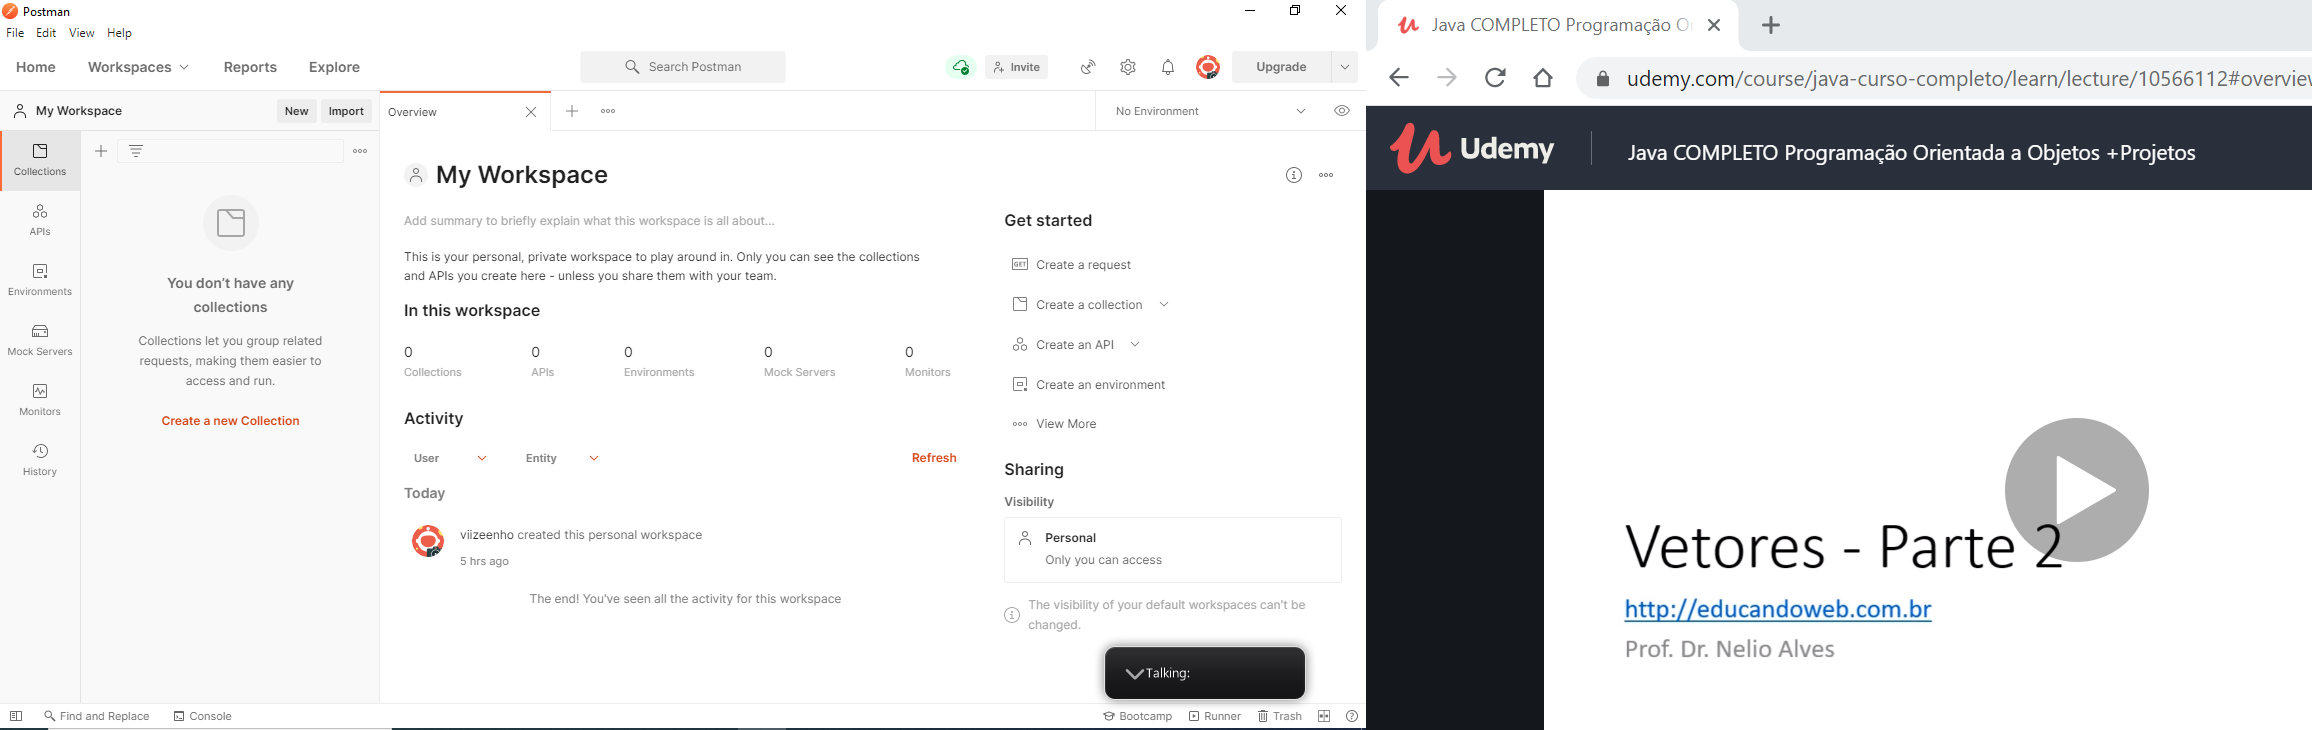 Postman
File Edit View Help
Home Workspaces Reports Explore
Search Postman
Invite
Upgrade
My Workspace
New Import
Overview
No Environment
Collections
APIs
Environments
Mock Servers
Monitors
History
You don't have any
collections
Collections let you group related
requests, making them easier to
access and run.
Create a new Collection
My Workspace
Add summary to briefly explain what this workspace is all about...
This is your personal, private workspace to play around in. Only you can see the collections
and APIs you create here - unless you share them with your team.
In this workspace
0 0 0 0 0
Collections APIs Environments Mock Servers Monitors
Activity
User Entity Refresh
Today
viizeenho created this personal workspace
5 hrs ago
The end! You've seen all the activity for this workspace
Get started
GET Create a request
Create a collection
Create an API
Create an environment
View More
Sharing
Visibility
Personal
Only you can access
The visibility of your default workspaces can't be
changed.
Talking:
Find and Replace Console
Bootcamp Runner Trash
Java COMPLETO Programação O
udemy.com/course/java-curso-completo/learn/lecture/10566112#overvie
Udemy
Java COMPLETO Programação Orientada a Objetos +Projetos
Vetores - Parte 2
http://educandoweb.com.br
Prof. Dr. Nelio Alves